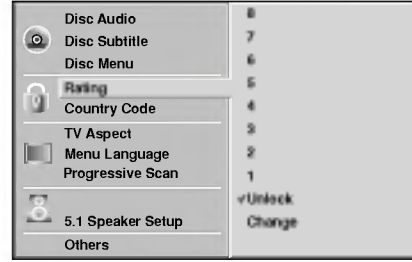 Disc Audio
Disc Subtitle
Disc Menu
Rating
Country Code
TV Aspect
Menu Language
Progressive Scan
5.1 Speaker Setup
Others
8
7
6
5
4
3
2
1
✓Unlock
Change